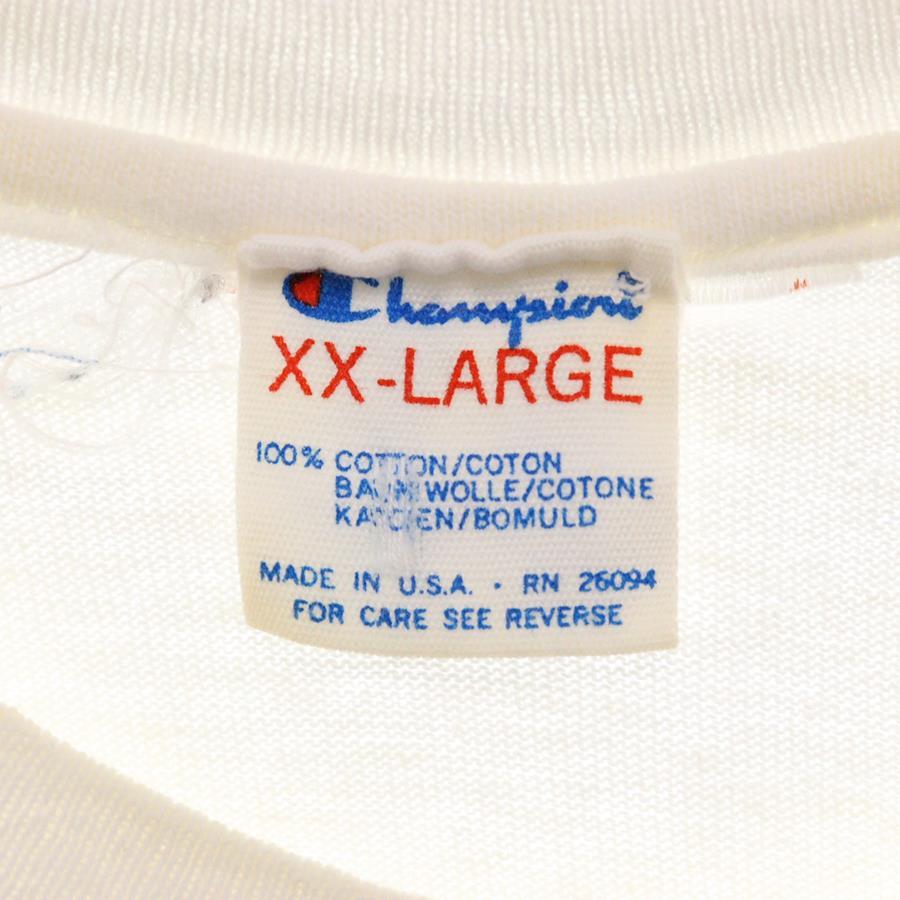 Champion
XX-LARGE
100% COTTON/COTON
BAUMWOLLE/COTONE
KATOEN/BOMULD
MADE IN U.S.A. · RN 26094
FOR CARE SEE REVERSE